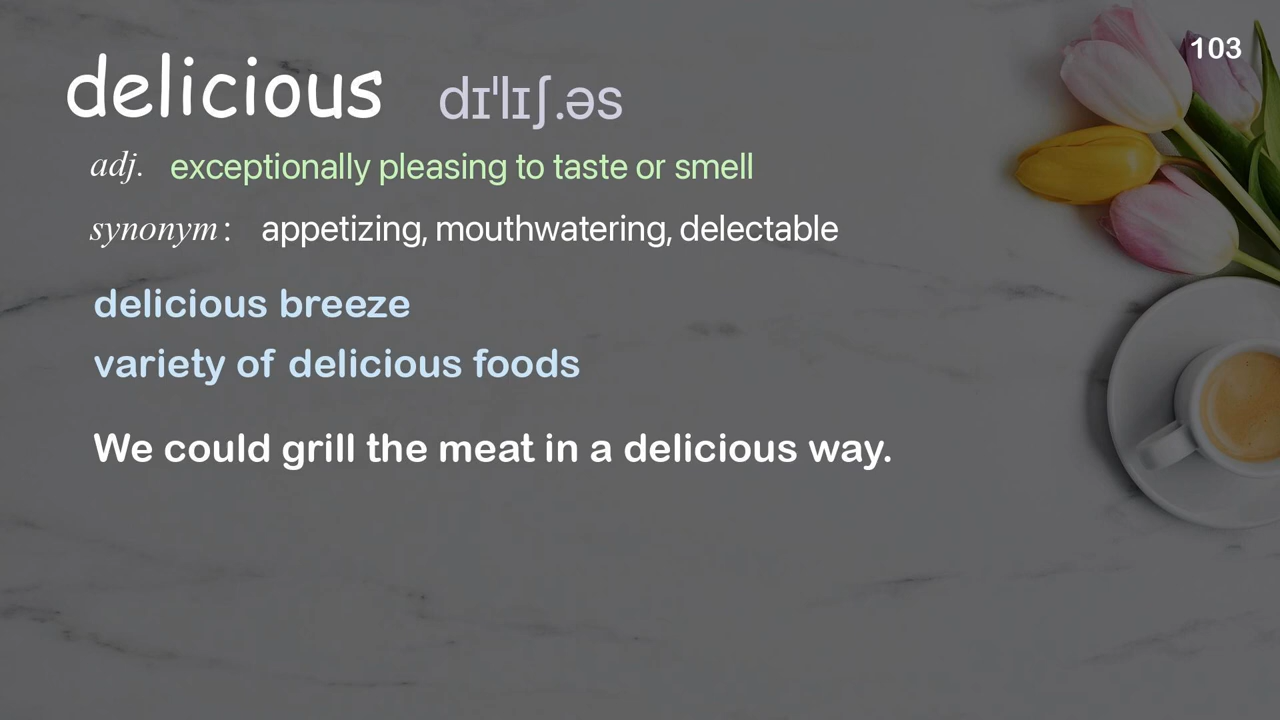 103
delicious dɪˈlɪʃ.əs
adj. exceptionally pleasing to taste or smell
synonym: appetizing, mouthwatering, delectable
delicious breeze
variety of delicious foods
We could grill the meat in a delicious way.